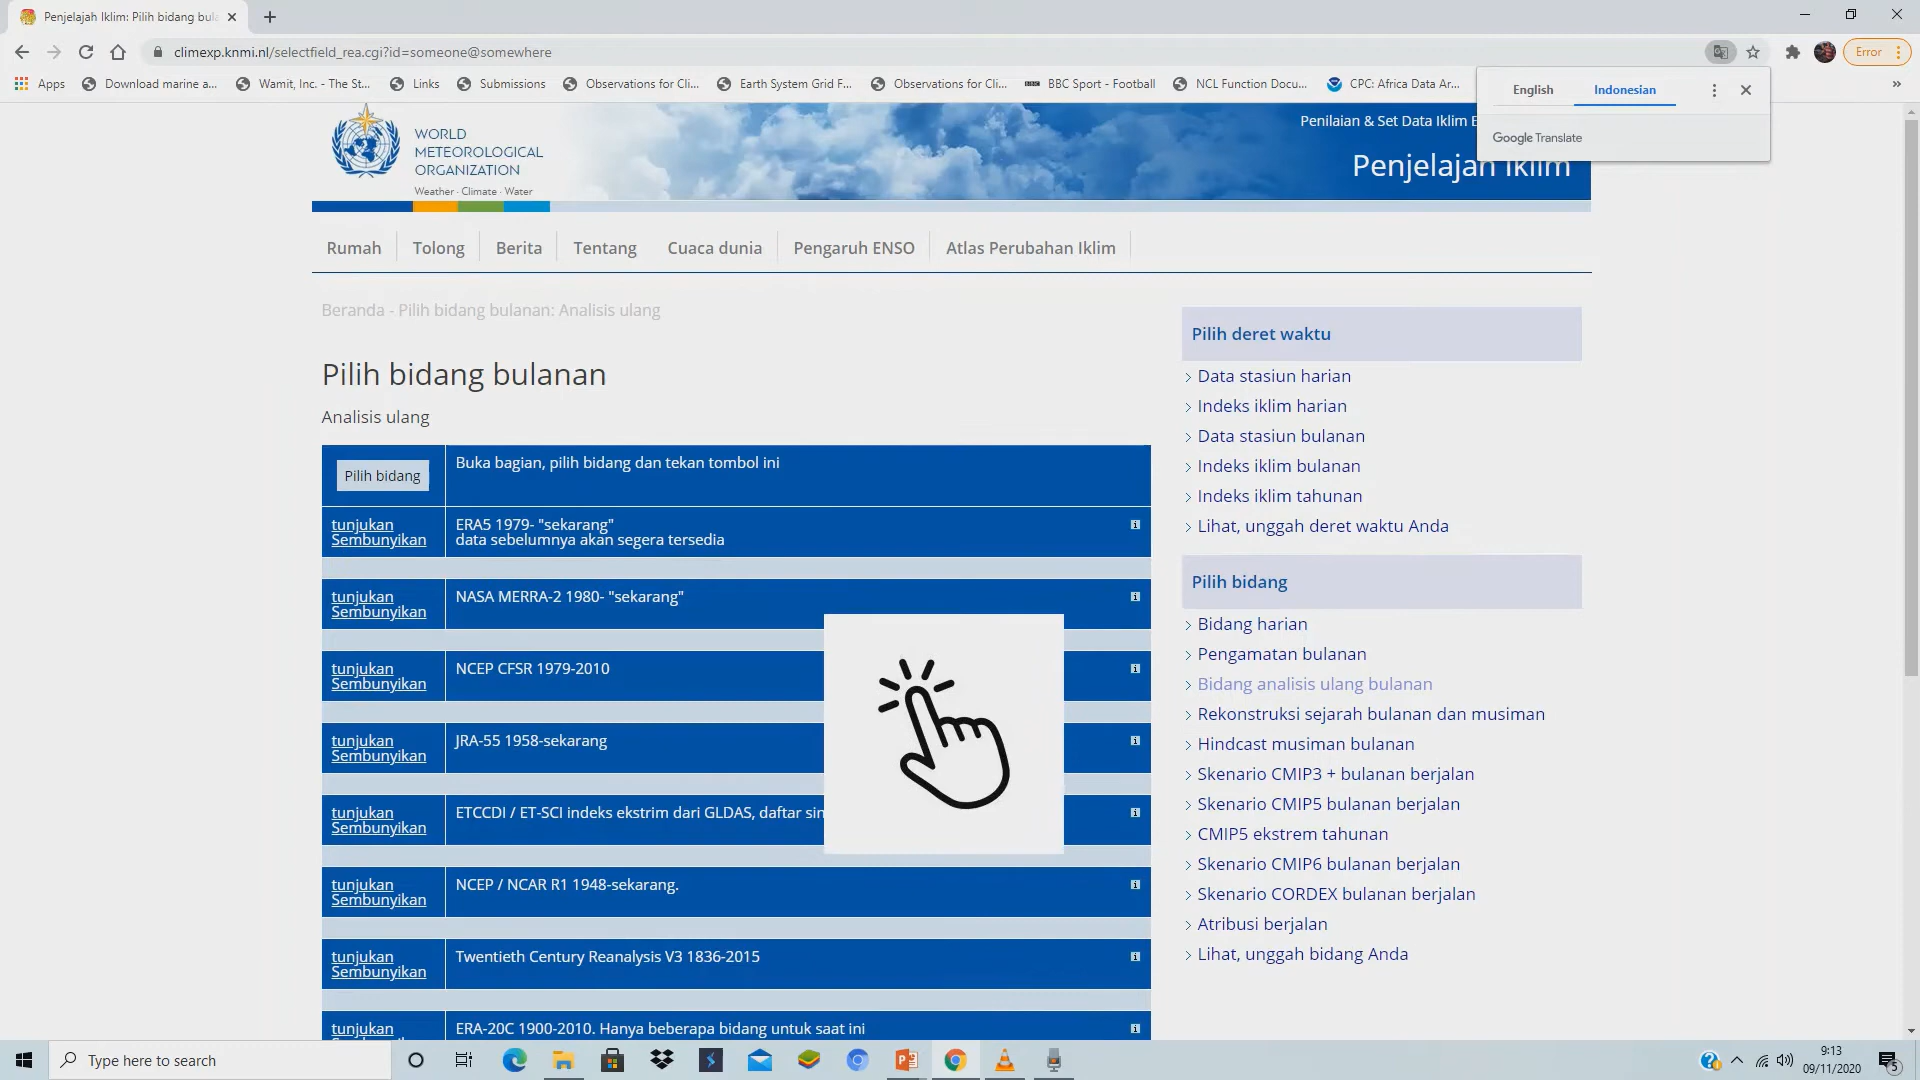 Penjelajah Iklim: Pilih bidang bula
climexp.knmi.nl/selectfield_rea.cgi?id=someone@somewhere
Error
Apps
Download marine a...
Wamit, Inc. - The St...
Links
Submissions
Observations for Cli...
Earth System Grid F...
Observations for Cli...
BBC Sport - Football
NCL Function Docu...
CPC: Africa Data Ar...
English
Indonesian
Google Translate
WORLD
METEOROLOGICAL
ORGANIZATION
Weather · Climate · Water
Penilaian & Set Data Iklim E
Penjelajah Iklim
Rumah
Tolong
Berita
Tentang
Cuaca dunia
Pengaruh ENSO
Atlas Perubahan Iklim
Beranda - Pilih bidang bulanan: Analisis ulang
Pilih bidang bulanan
Analisis ulang
Pilih bidang
Buka bagian, pilih bidang dan tekan tombol ini
tunjukan
Sembunyikan
ERA5 1979- "sekarang"
data sebelumnya akan segera tersedia
tunjukan
Sembunyikan
NASA MERRA-2 1980- "sekarang"
tunjukan
Sembunyikan
NCEP CFSR 1979-2010
tunjukan
Sembunyikan
JRA-55 1958-sekarang
tunjukan
Sembunyikan
ETCCDI / ET-SCI indeks ekstrim dari GLDAS, daftar sin
tunjukan
Sembunyikan
NCEP / NCAR R1 1948-sekarang.
tunjukan
Sembunyikan
Twentieth Century Reanalysis V3 1836-2015
tunjukan
ERA-20C 1900-2010. Hanya beberapa bidang untuk saat ini
Pilih deret waktu
Data stasiun harian
Indeks iklim harian
Data stasiun bulanan
Indeks iklim bulanan
Indeks iklim tahunan
Lihat, unggah deret waktu Anda
Pilih bidang
Bidang harian
Pengamatan bulanan
Bidang analisis ulang bulanan
Rekonstruksi sejarah bulanan dan musiman
Hindcast musiman bulanan
Skenario CMIP3 + bulanan berjalan
Skenario CMIP5 bulanan berjalan
CMIP5 ekstrem tahunan
Skenario CMIP6 bulanan berjalan
Skenario CORDEX bulanan berjalan
Atribusi berjalan
Lihat, unggah bidang Anda
Type here to search
9:13
09/11/2020
5